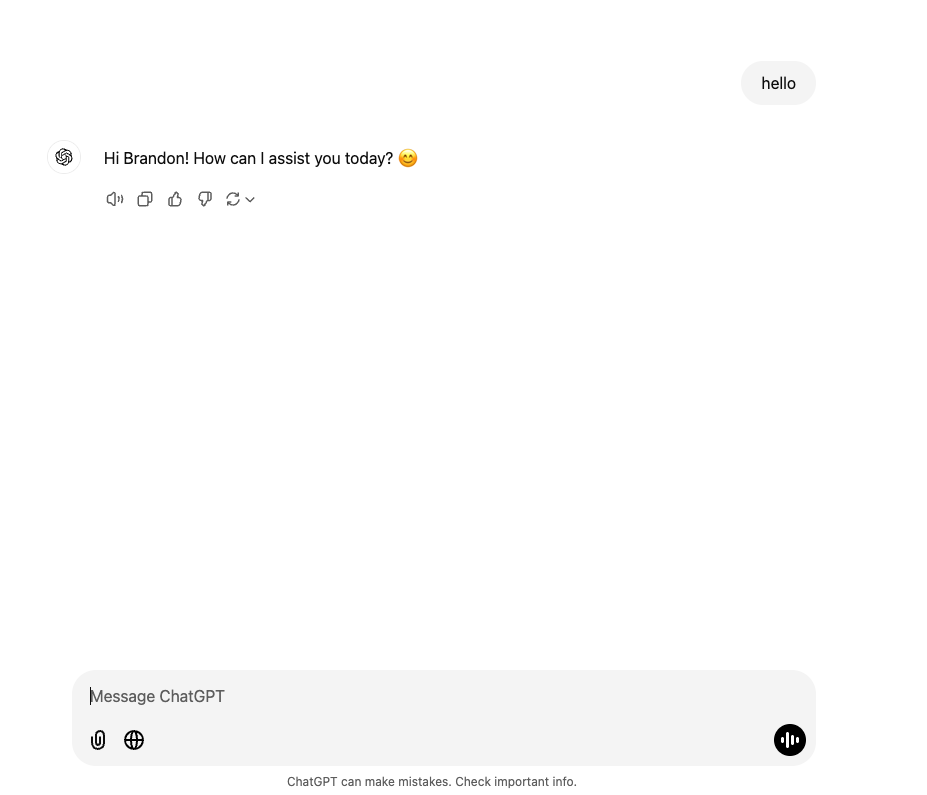 hello
Hi Brandon! How can I assist you today? 😊
Message ChatGPT
ChatGPT can make mistakes. Check important info.